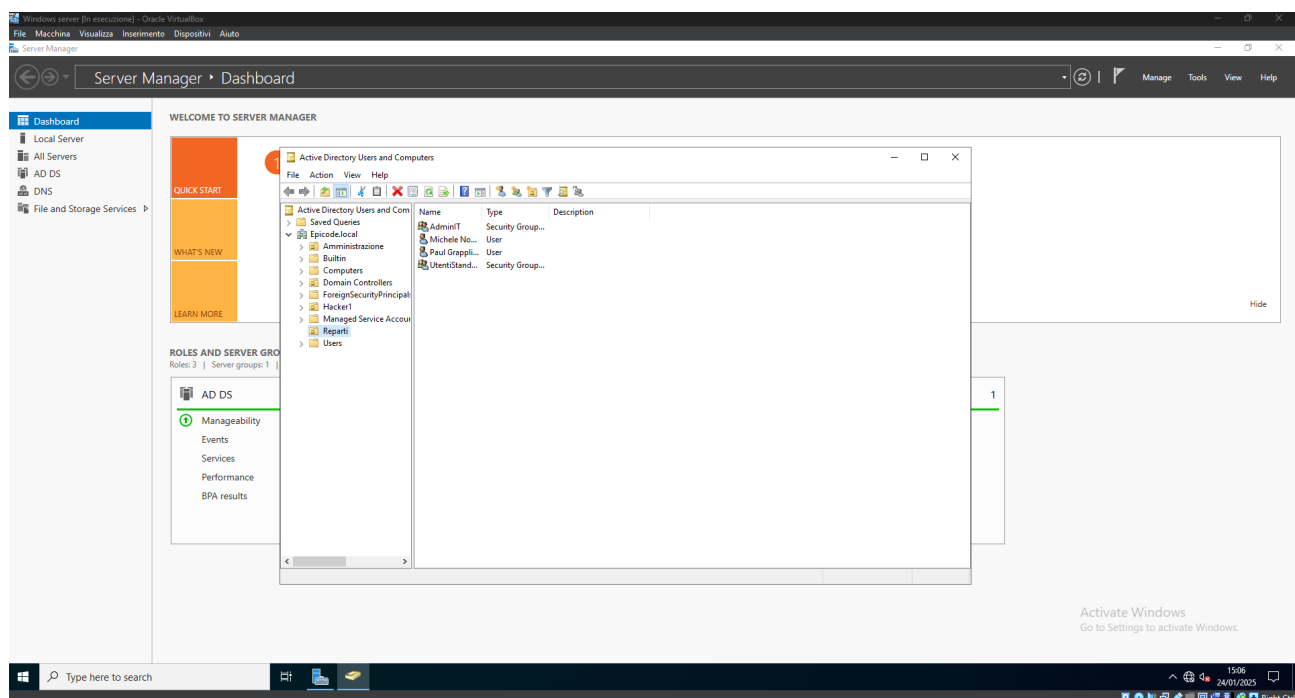 Windows server [In esecuzione] - Oracle VirtualBox
File Macchina Visualizza Inserimento Dispositivi Aiuto
Server Manager
Server Manager • Dashboard
Manage Tools View Help
Dashboard
Local Server
All Servers
AD DS
DNS
File and Storage Services
WELCOME TO SERVER MANAGER
QUICK START
WHAT'S NEW
LEARN MORE
1
Hide
Active Directory Users and Computers
File Action View Help
Active Directory Users and Com
Saved Queries
Epicode.local
Amministrazione
Builtin
Computers
Domain Controllers
ForeignSecurityPrincipals
Hacker1
Managed Service Accour
Reparti
Users
Name Type Description
AdminIT Security Group...
Michele No... User
Paul Grappli... User
UtentiStand... Security Group...
ROLES AND SERVER GRO
Roles: 3 | Server groups: 1 |
AD DS
1
Manageability
Events
Services
Performance
BPA results
Activate Windows
Go to Settings to activate Windows.
Type here to search
15:06
24/01/2025